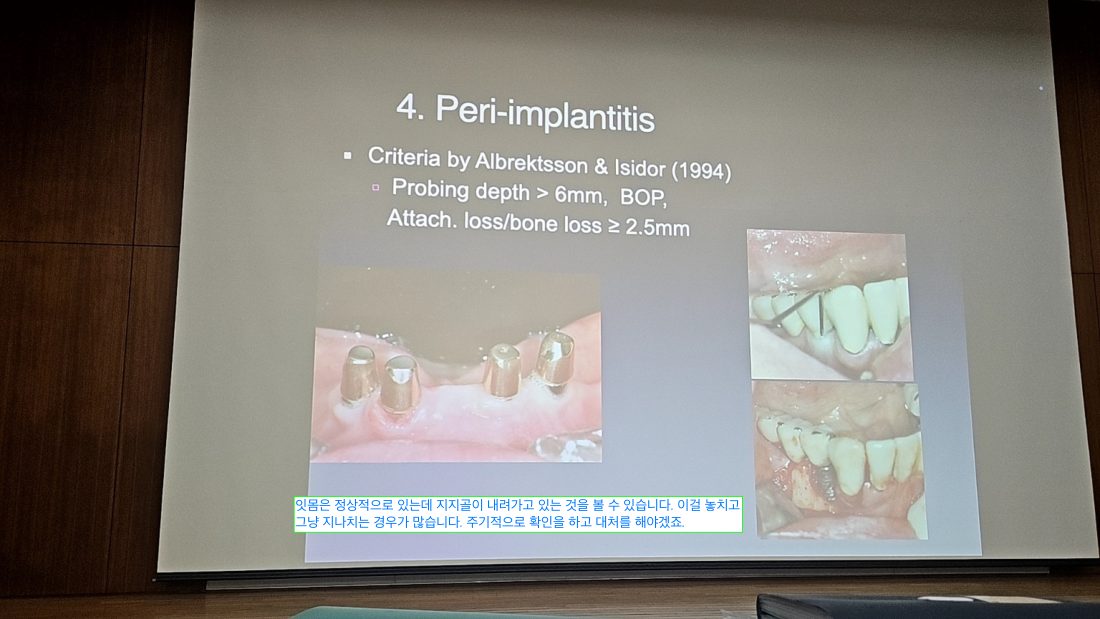 4. Peri-implantitis
▪ Criteria by Albrektsson & Isidor (1994)
▫ Probing depth > 6mm, BOP,
Attach. loss/bone loss ≥ 2.5mm
잇몸은 정상적으로 있는데 지지골이 내려가고 있는 것을 볼 수 있습니다. 이걸 놓치고
그냥 지나치는 경우가 많습니다. 주기적으로 확인을 하고 대처를 해야겠죠.